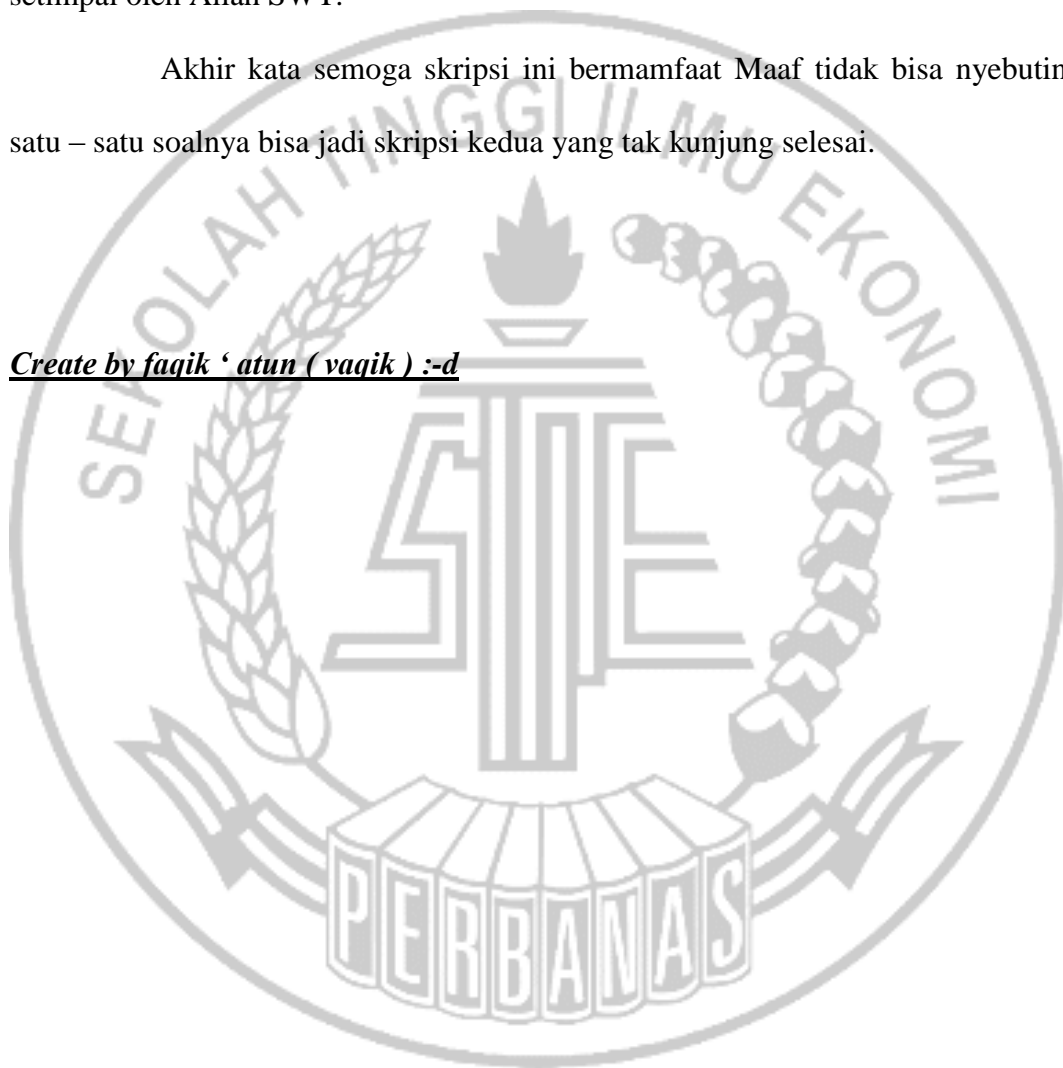 setimpal oleh Allah SWT.
Akhir kata semoga skripsi ini bermamfaat Maaf tidak bisa nyebutin
satu – satu soalnya bisa jadi skripsi kedua yang tak kunjung selesai.
SEKOLAH TINGGI ILMU EKONOMI
Create by faqik ‘ atun ( vaqik ) :-d
STIE
PERBANAS